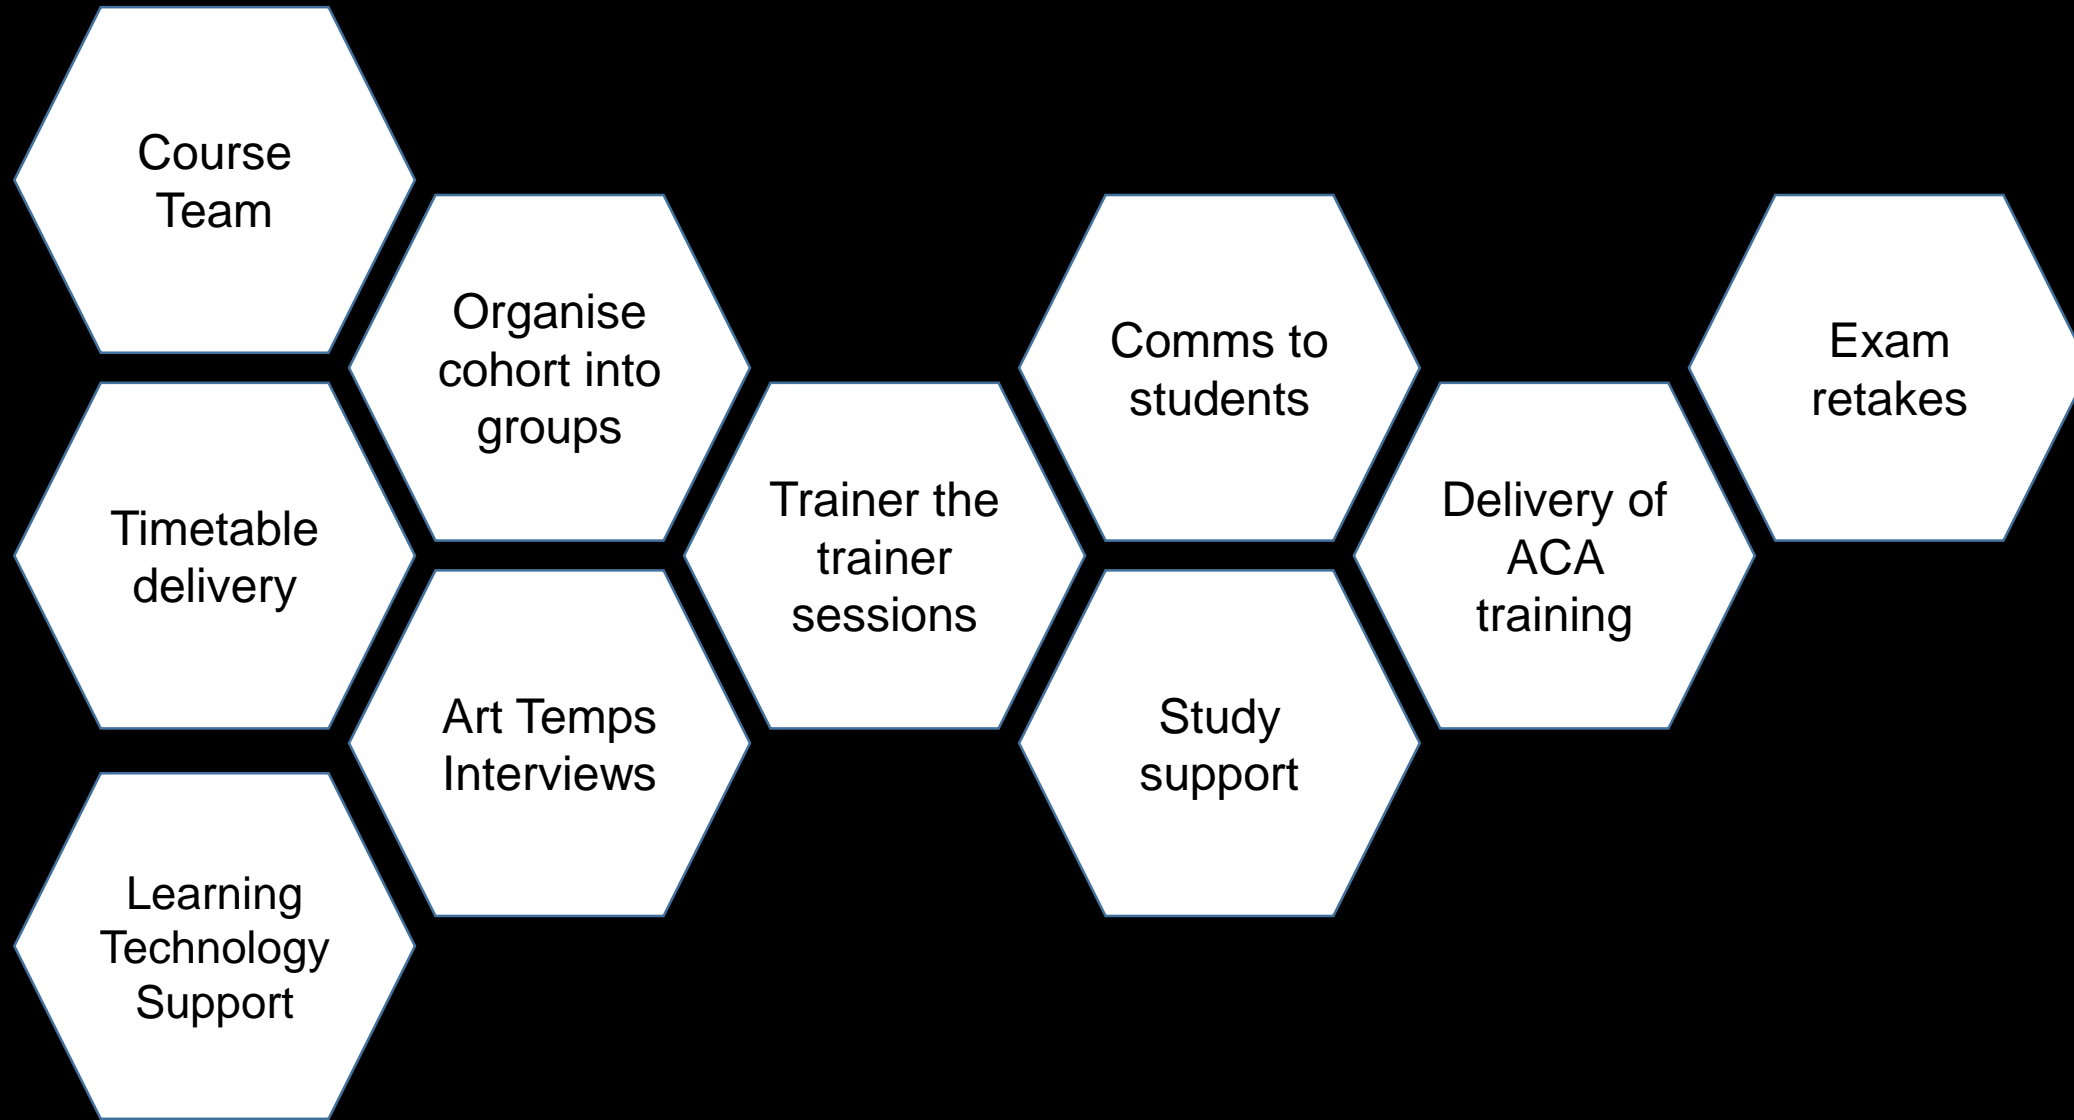 Course
Team
Timetable
delivery
Learning
Technology
Support
Organise
cohort into
groups
Art Temps
Interviews
Trainer the
trainer
sessions
Comms to
students
Study
support
Delivery of
ACA
training
Exam
retakes